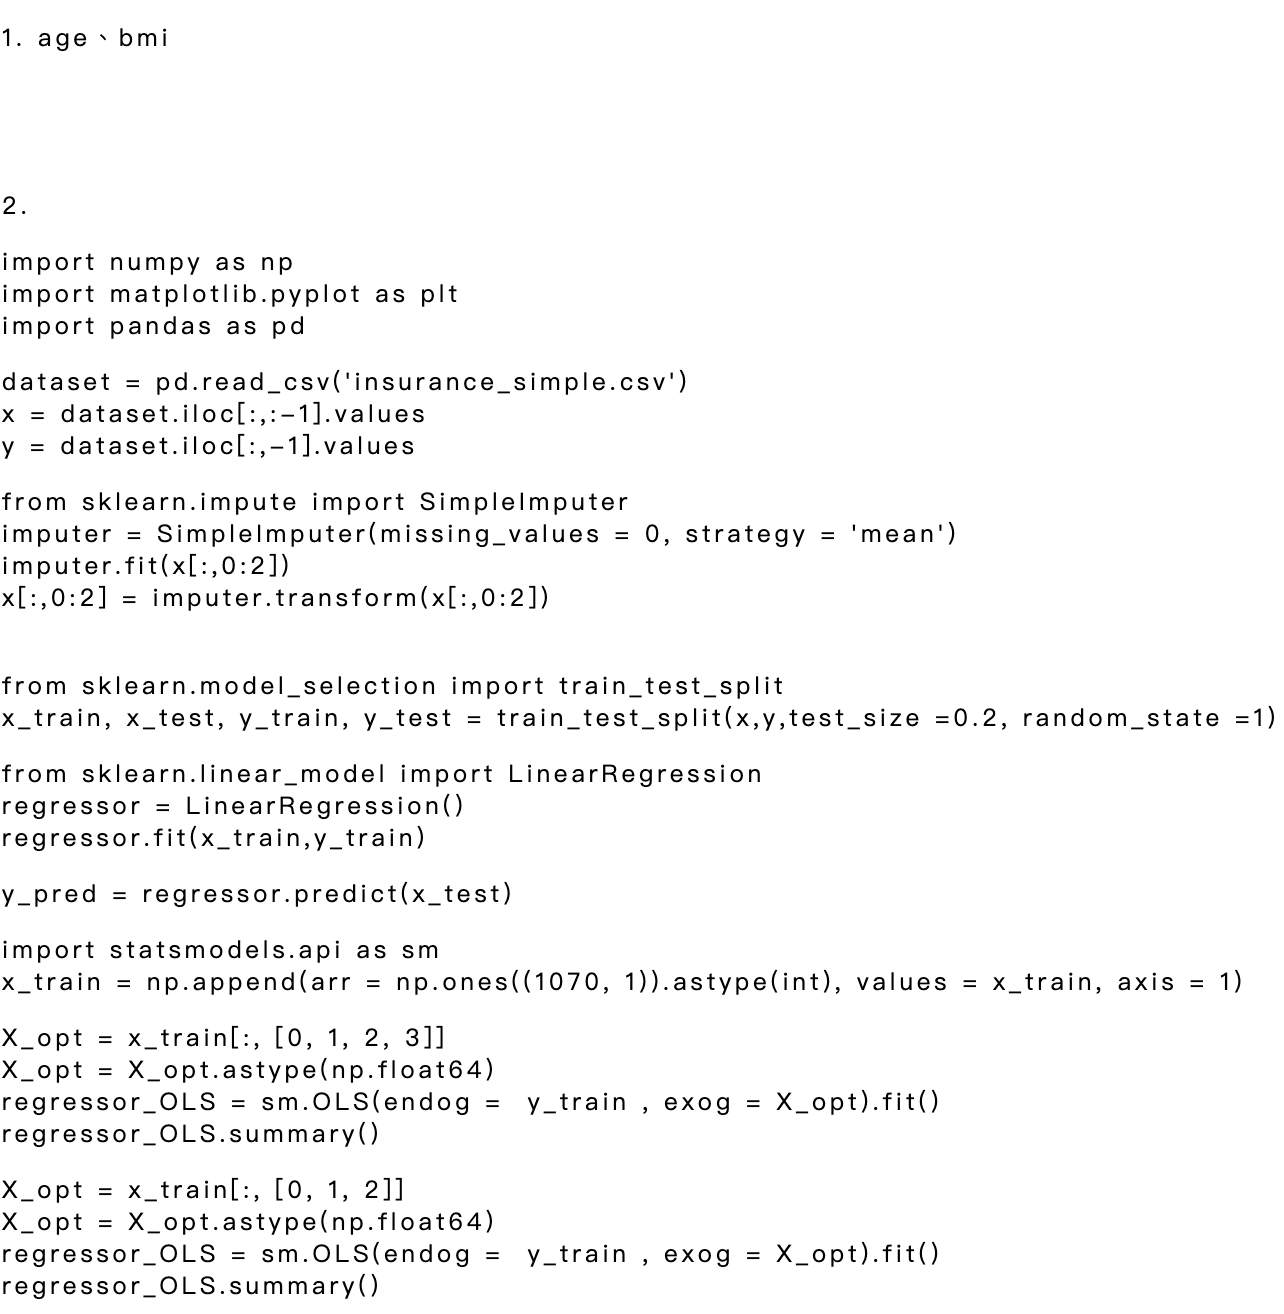 1. age、bmi
2.
import numpy as np
import matplotlib.pyplot as plt
import pandas as pd
dataset = pd.read_csv('insurance_simple.csv')
x = dataset.iloc[:,:-1].values
y = dataset.iloc[:,-1].values
from sklearn.impute import SimpleImputer
imputer = SimpleImputer(missing_values = 0, strategy = 'mean')
imputer.fit(x[:,0:2])
x[:,0:2] = imputer.transform(x[:,0:2])
from sklearn.model_selection import train_test_split
x_train, x_test, y_train, y_test = train_test_split(x,y,test_size =0.2, random_state =1)
from sklearn.linear_model import LinearRegression
regressor = LinearRegression()
regressor.fit(x_train,y_train)
y_pred = regressor.predict(x_test)
import statsmodels.api as sm
x_train = np.append(arr = np.ones((1070, 1)).astype(int), values = x_train, axis = 1)
X_opt = x_train[:, [0, 1, 2, 3]]
X_opt = X_opt.astype(np.float64)
regressor_OLS = sm.OLS(endog =  y_train , exog = X_opt).fit()
regressor_OLS.summary()
X_opt = x_train[:, [0, 1, 2]]
X_opt = X_opt.astype(np.float64)
regressor_OLS = sm.OLS(endog =  y_train , exog = X_opt).fit()
regressor_OLS.summary()